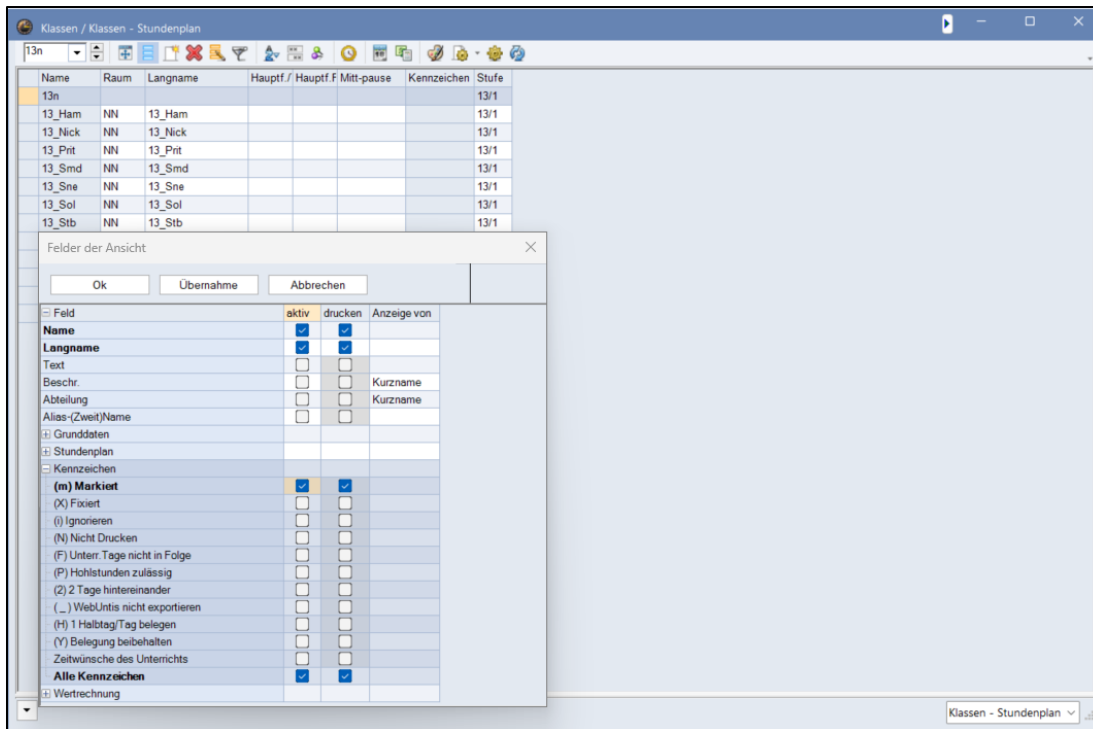 Klassen / Klassen - Stundenplan
13n
Name Raum Langname Hauptf./ Hauptf.F Mitt-pause Kennzeichen Stufe
13n 13/1
13_Ham NN 13_Ham 13/1
13_Nick NN 13_Nick 13/1
13_Prit NN 13_Prit 13/1
13_Smd NN 13_Smd 13/1
13_Sne NN 13_Sne 13/1
13_Sol NN 13_Sol 13/1
13_Stb NN 13_Stb 13/1
Felder der Ansicht
Ok Übernahme Abbrechen
Feld aktiv drucken Anzeige von
Name
Langname
Text
Beschr. Kurzname
Abteilung Kurzname
Alias-(Zweit)Name
Grunddaten
Stundenplan
Kennzeichen
(m) Markiert
(X) Fixiert
(i) Ignorieren
(N) Nicht Drucken
(F) Unterr.Tage nicht in Folge
(P) Hohlstunden zulässig
(2) 2 Tage hintereinander
( _ ) WebUntis nicht exportieren
(H) 1 Halbtag/Tag belegen
(Y) Belegung beibehalten
Zeitwünsche des Unterrichts
Alle Kennzeichen
Wertrechnung
Klassen - Stundenplan